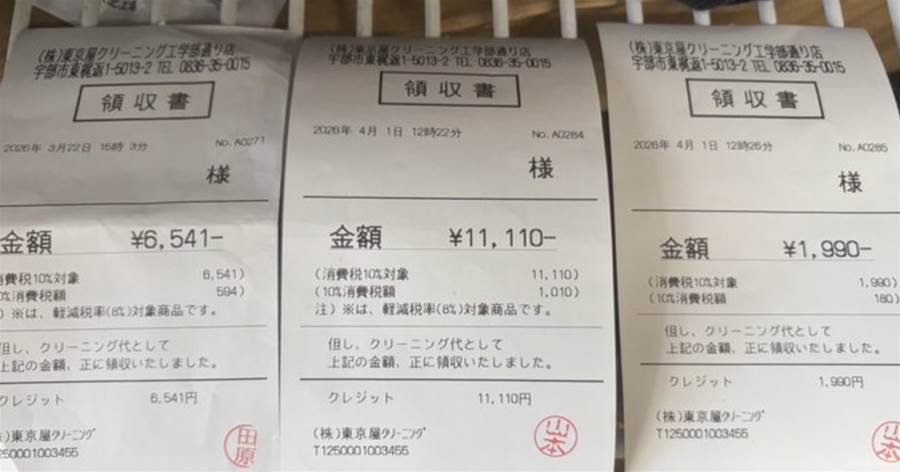 (株)東京屋クリーニング工学部通り店
宇部市東梶返1-5013-2 TEL 0836-35-0015
領収書
2026年 3月22日 15時 3分 No.A0271
様
金額 ¥6,541-
消費税10%対象 6,541)
0%消費税額 594)
)※は、軽減税率(8%)対象商品です。
但し、クリーニング代として
上記の金額、正に領収いたしました。
クレジット 6,541円
(株)東京屋クリーニング
1250001003455
田原
(株)東京屋クリーニング工学部通り店
宇部市東梶返1-5013-2 TEL 0836-35-0015
領収書
2026年 4月 1日 12時22分 No.A0284
様
金額 ¥11,110-
(消費税10%対象 11,110)
(10%消費税額 1,010)
注)※は、軽減税率(8%)対象商品です。
但し、クリーニング代として
上記の金額、正に領収いたしました。
クレジット 11,110円
(株)東京屋クリーニング
T1250001003455
山本
(株)東京屋クリーニング工学部通り店
宇部市東梶返1-5013-2 TEL 0836-35-0015
領収書
2026年 4月 1日 12時26分 No.A0285
様
金額 ¥1,990-
(消費税10%対象 1,990)
(10%消費税額 180)
但し、クリーニング代として
上記の金額、正に領収いたしました。
クレジット 1,990円
(株)東京屋クリーニング
T1250001003455